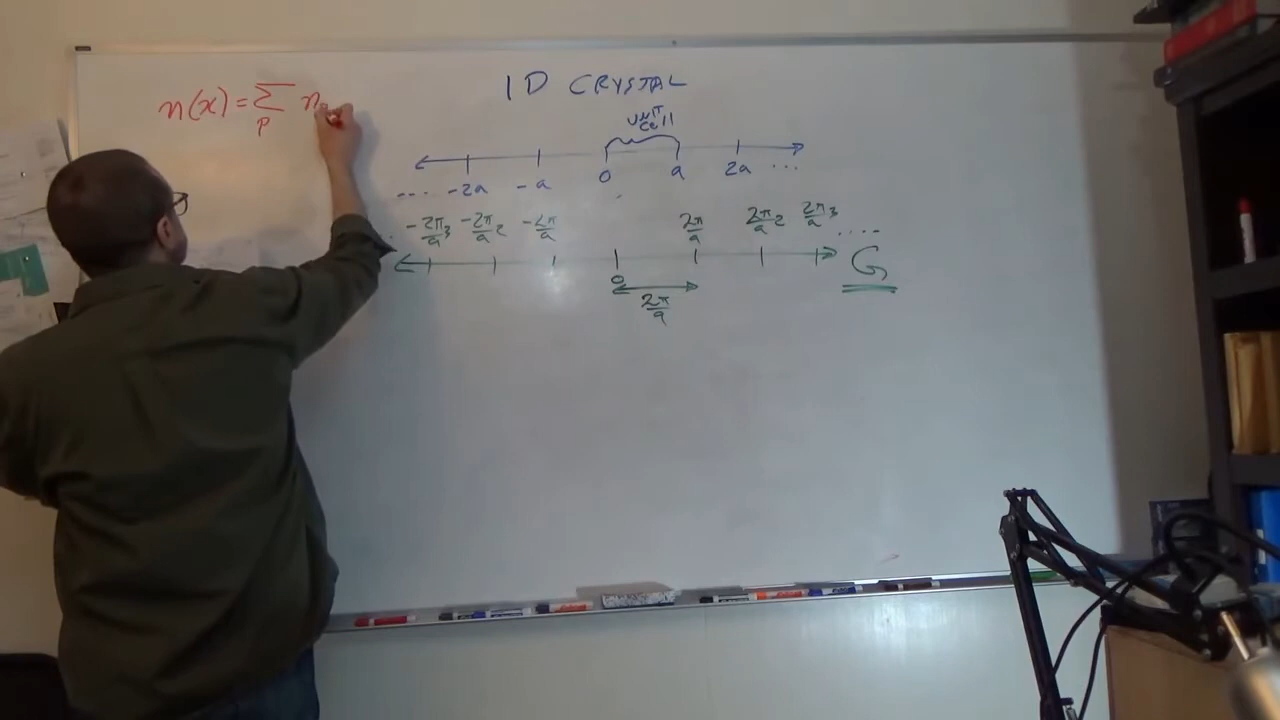 1D CRYSTAL
n(x) = Σ n
p
unit
cell
.... -2a -a 0 a 2a ...
-2π/a 3 -2π/a 2 -2π/a 2π/a 2π/a 2 2π/a 3 ....
0
G
2π/a